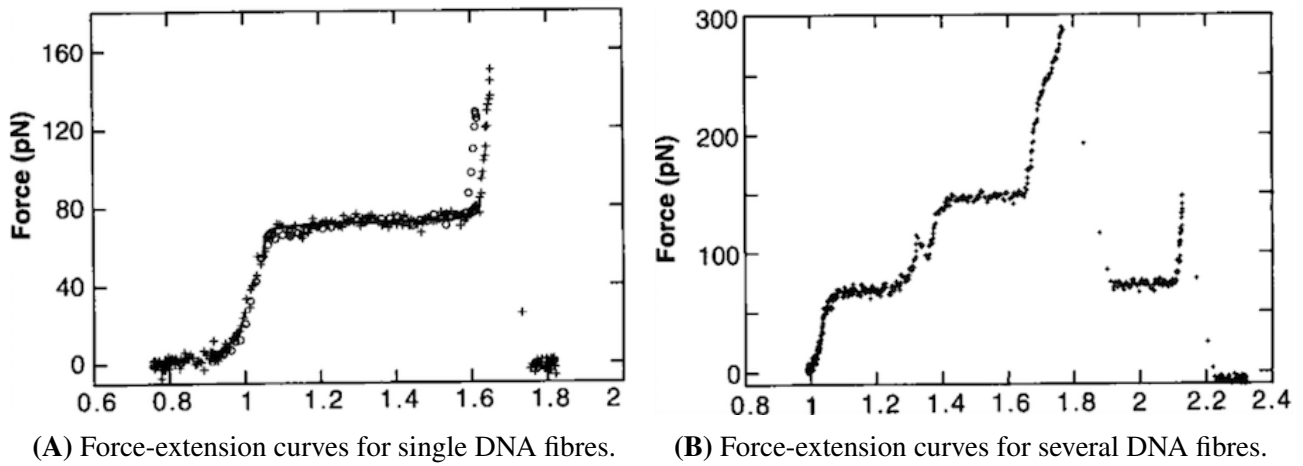 Force (pN)
160
120
80
40
0
0.6 0.8 1 1.2 1.4 1.6 1.8 2
(A) Force-extension curves for single DNA fibres.
Force (pN)
300
200
100
0
0.8 1 1.2 1.4 1.6 1.8 2 2.2 2.4
(B) Force-extension curves for several DNA fibres.